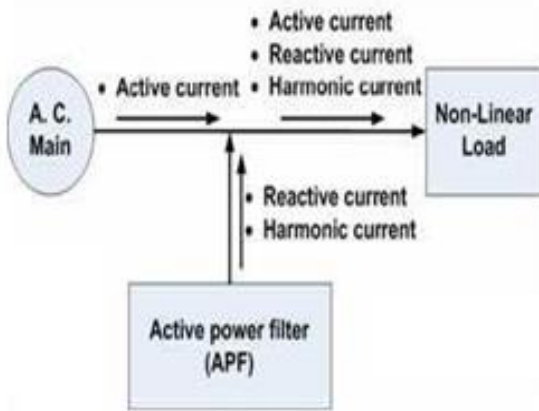 • Active current
• Reactive current
• Harmonic current
• Active current
A. C.
Main
Non-Linear
Load
• Reactive current
• Harmonic current
Active power filter
(APF)